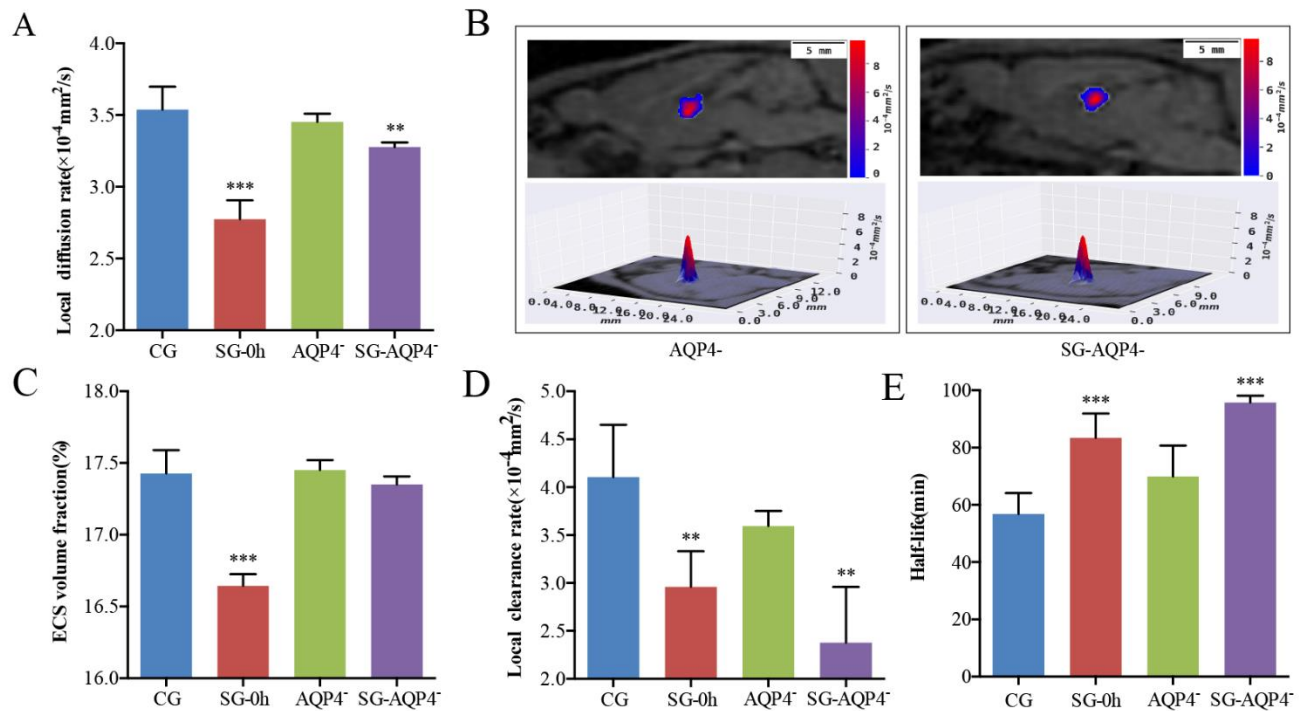 A
Local diffusion rate(×10⁻⁴mm²/s)
4.0
3.5
3.0
2.5
2.0
***
**
CG
SG-0h
AQP4⁻
SG-AQP4⁻
B
5 mm
8
6
4
2
0
10⁻⁴mm²/s
8
6
4
2
0
10⁻⁴mm²/s
0.0
4.0
8.0
12.0
16.0
20.0
24.0
mm
0.0
3.0
6.0
9.0
12.0
mm
AQP4-
5 mm
8
6
4
2
0
10⁻⁴mm²/s
8
6
4
2
0
10⁻⁴mm²/s
0.0
4.0
8.0
12.0
16.0
20.0
24.0
mm
0.0
3.0
6.0
9.0
mm
SG-AQP4-
C
ECS volume fraction(%)
18.0
17.5
17.0
16.5
16.0
***
CG
SG-0h
AQP4⁻
SG-AQP4⁻
D
Local clearance rate(×10⁻⁴mm²/s)
5.0
4.5
4.0
3.5
3.0
2.5
2.0
**
**
CG
SG-0h
AQP4⁻
SG-AQP4⁻
E
Half-life(min)
100
80
60
40
20
0
***
***
CG
SG-0h
AQP4⁻
SG-AQP4⁻